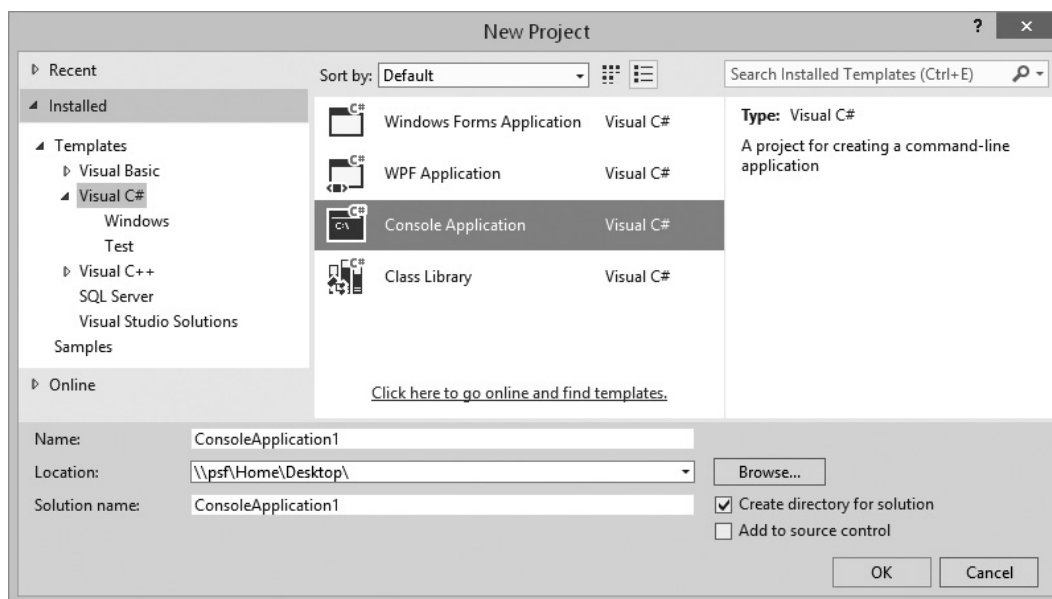 New Project
? ×
Recent
Installed
Templates
Visual Basic
Visual C#
Windows
Test
Visual C++
SQL Server
Visual Studio Solutions
Samples
Online
Sort by: Default
C# Windows Forms Application Visual C#
C# WPF Application Visual C#
C# C:\ Console Application Visual C#
C# Class Library Visual C#
Click here to go online and find templates.
Search Installed Templates (Ctrl+E)
Type: Visual C#
A project for creating a command-line
application
Name: ConsoleApplication1
Location: \\psf\Home\Desktop\
Browse...
Solution name: ConsoleApplication1
Create directory for solution
Add to source control
OK Cancel